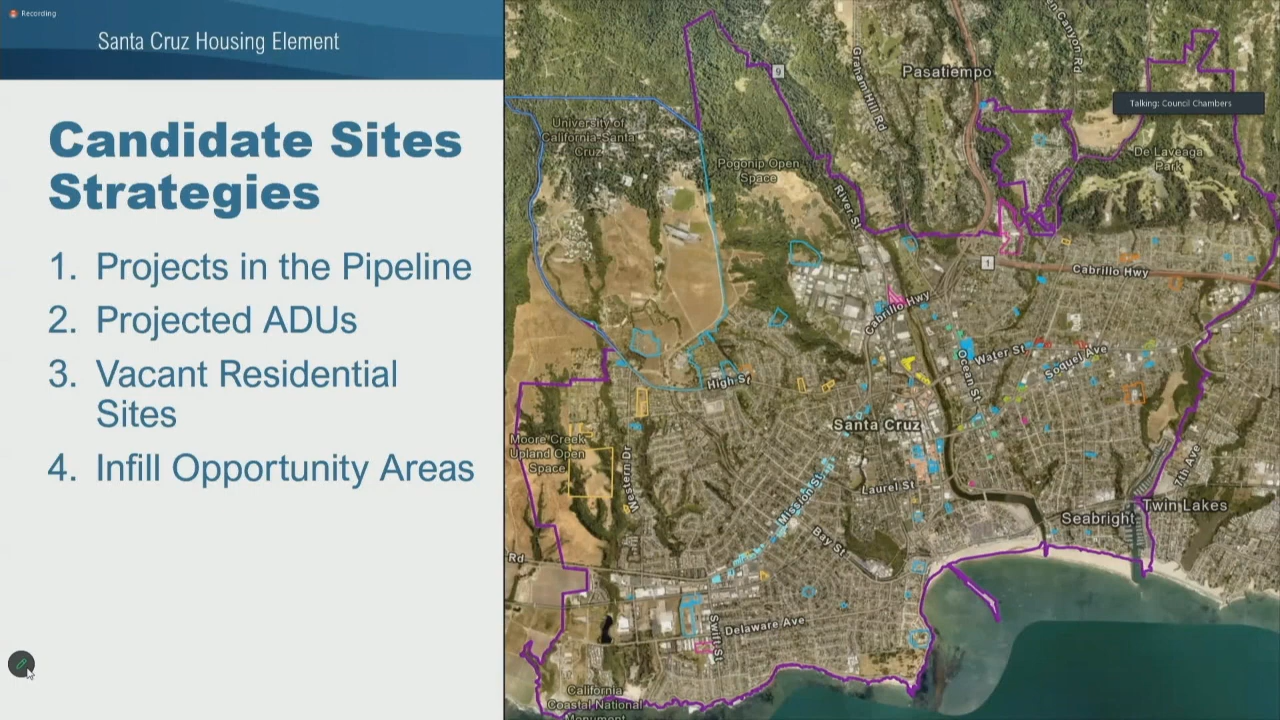 Recording
Santa Cruz Housing Element
Candidate Sites
Strategies
1. Projects in the Pipeline
2. Projected ADUs
3. Vacant Residential
Sites
4. Infill Opportunity Areas
9
Graham Hill Rd
Pasatiempo
Canyon Rd
Talking: Council Chambers
University of
California-Santa
Cruz
Pogonip Open
Space
De Laveaga
Park
River St
1
Cabrillo Hwy
Cabrillo Hwy
Ocean St
Water St
Soquel Ave
High St
Santa Cruz
Moore Creek
Upland Open
Space
Western Dr
Mission St
Laurel St
7th Ave
Twin Lakes
Seabright
Bay St
Rd
Swift St
Delaware Ave
California
Coastal National
Monument